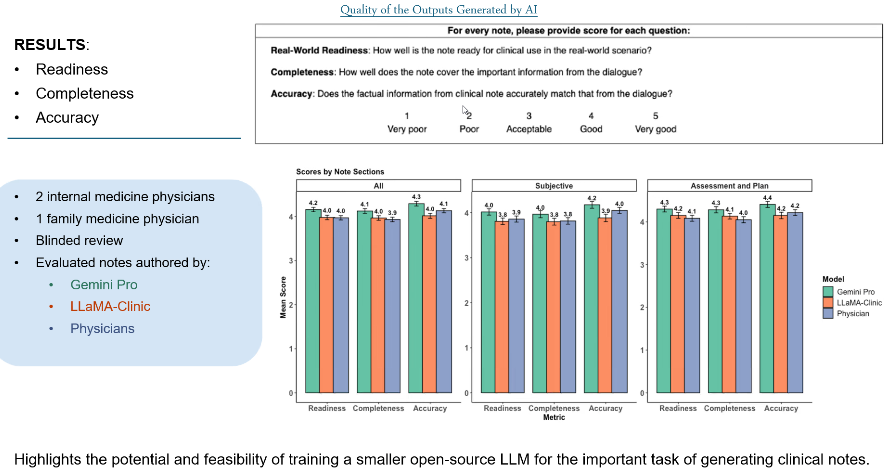 Quality of the Outputs Generated by AI
RESULTS:
• Readiness
• Completeness
• Accuracy
For every note, please provide score for each question:
Real-World Readiness: How well is the note ready for clinical use in the real-world scenario?
Completeness: How well does the note cover the important information from the dialogue?
Accuracy: Does the factual information from clinical note accurately match that from the dialogue?
1 2 3 4 5
Very poor Poor Acceptable Good Very good
• 2 internal medicine physicians
• 1 family medicine physician
• Blinded review
• Evaluated notes authored by:
• Gemini Pro
• LLaMA-Clinic
• Physicians
Scores by Note Sections
All Subjective Assessment and Plan
4.2 4.0 4.0 4.1 4.0 3.9 4.3 4.0 4.1
4.0 3.8 3.9 4.0 3.8 3.8 4.2 3.9 4.0
4.3 4.2 4.1 4.3 4.1 4.0 4.4 4.2 4.2
Mean Score
4 3 2 1 0
4 3 2 1 0
4 3 2 1 0
Readiness Completeness Accuracy
Readiness Completeness Accuracy
Readiness Completeness Accuracy
Metric
Model
Gemini Pro
LLaMA-Clinic
Physician
Highlights the potential and feasibility of training a smaller open-source LLM for the important task of generating clinical notes.